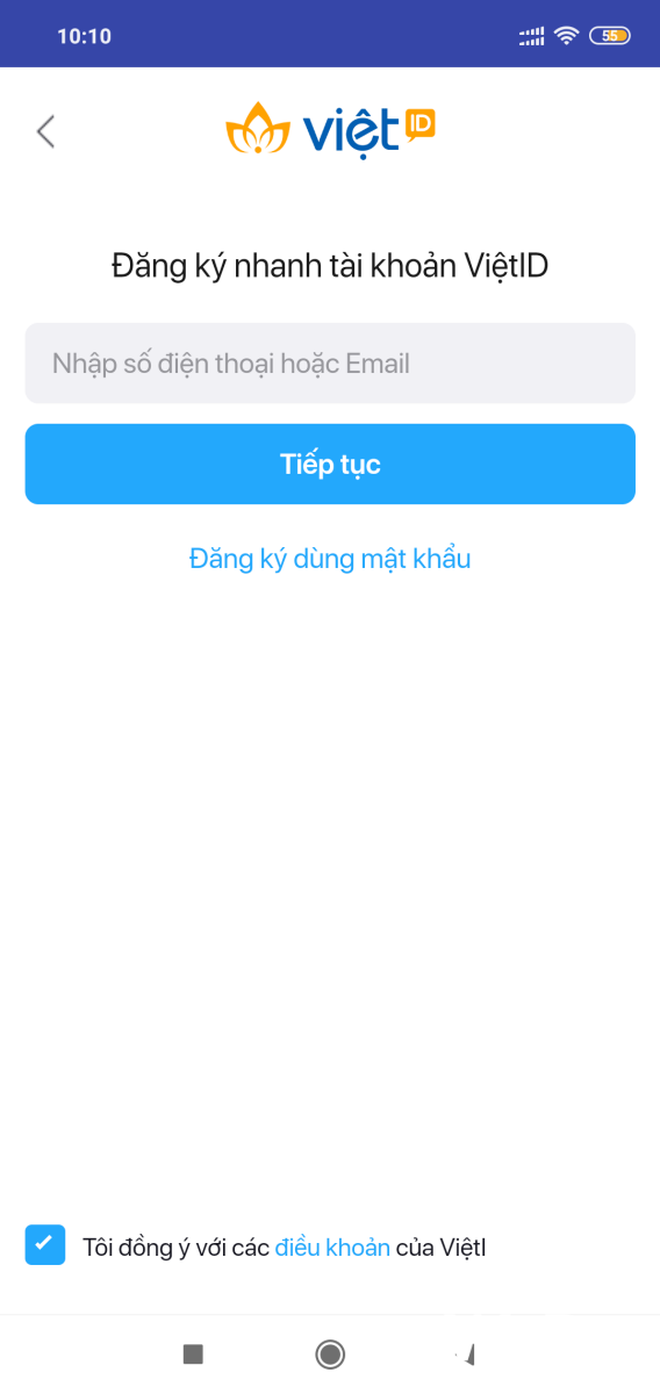 10:10
55
việt ID
Đăng ký nhanh tài khoản ViệtID
Nhập số điện thoại hoặc Email
Tiếp tục
Đăng ký dùng mật khẩu
Tôi đồng ý với các điều khoản của ViệtI